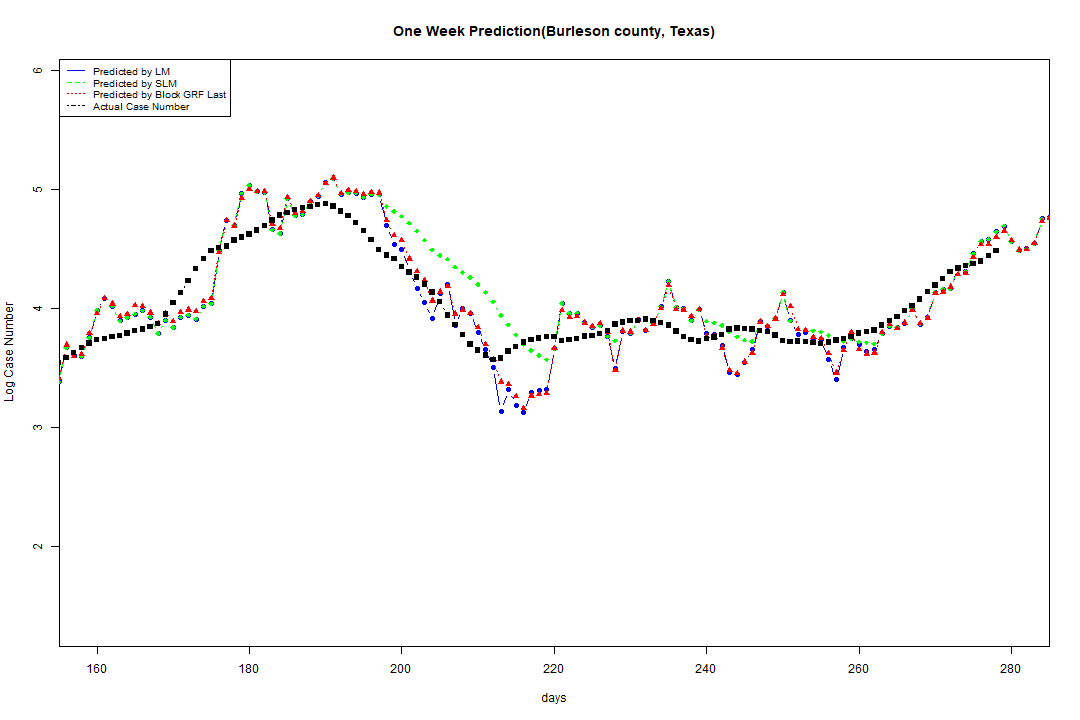 One Week Prediction(Burleson county, Texas)
Predicted by LM
Predicted by SLM
Predicted by Block GRF Last
Actual Case Number
Log Case Number
6
5
4
3
2
160 180 200 220 240 260 280
days